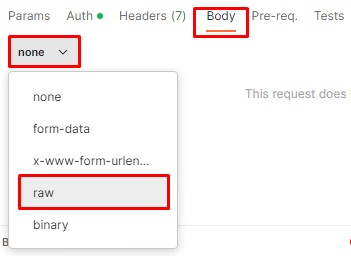 Params Auth Headers (7) Body Pre-req. Tests
none
This request does
none
form-data
x-www-form-urlen...
raw
binary
B